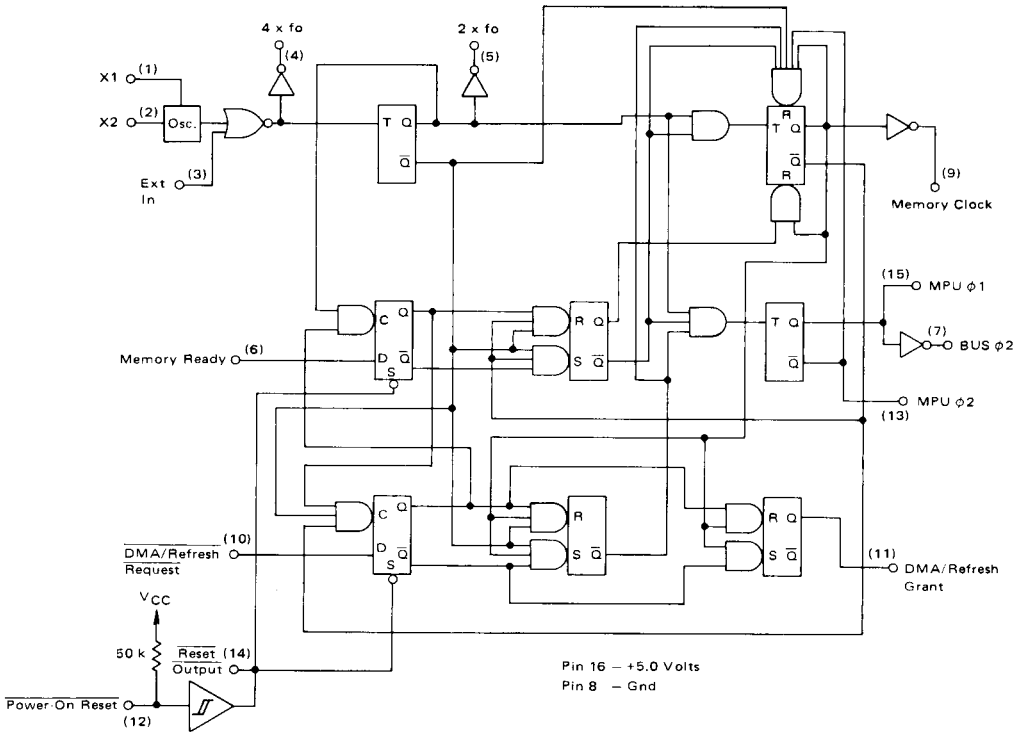 4 x fo
2 x fo
(4)
(5)
X1
(1)
X2
(2)
Osc.
(3)
Ext
In
T Q
Q̅
R
T Q
Q̅
R
(9)
Memory Clock
C Q
D Q̅
S
Memory Ready
(6)
R Q
S Q̅
T Q
Q̅
(15)
MPU ϕ1
(7)
BUS ϕ2
MPU ϕ2
(13)
C Q
D Q̅
S
R
S Q̅
R Q
S Q̅
DMA/Refresh
Request
(10)
(11)
DMA/Refresh
Grant
VCC
50 k
Reset
Output
(14)
Power-On Reset
(12)
Pin 16 – +5.0 Volts
Pin 8 – Gnd